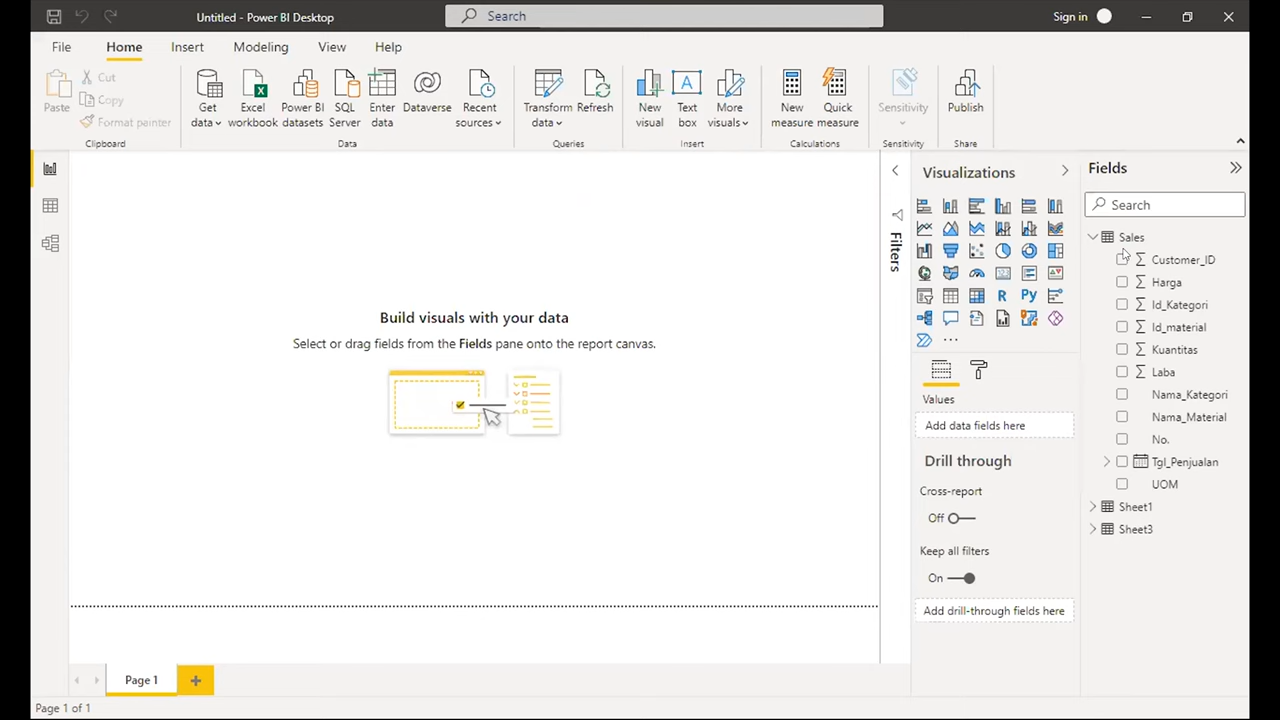 Untitled - Power BI Desktop
Search
Sign in
File
Home
Insert
Modeling
View
Help
Paste
Cut
Copy
Format painter
Clipboard
Get data
Excel workbook
Power BI datasets
SQL Server
Enter data
Dataverse
Recent sources
Data
Transform data
Refresh
Queries
New visual
Text box
More visuals
Insert
New measure
Quick measure
Calculations
Sensitivity
Sensitivity
Publish
Share
Build visuals with your data
Select or drag fields from the Fields pane onto the report canvas.
Filters
Visualizations
R
Py
Values
Add data fields here
Drill through
Cross-report
Off
Keep all filters
On
Add drill-through fields here
Fields
Search
Sales
Customer_ID
Harga
Id_Kategori
Id_material
Kuantitas
Laba
Nama_Kategori
Nama_Material
No.
Tgl_Penjualan
UOM
Sheet1
Sheet3
Page 1
Page 1 of 1